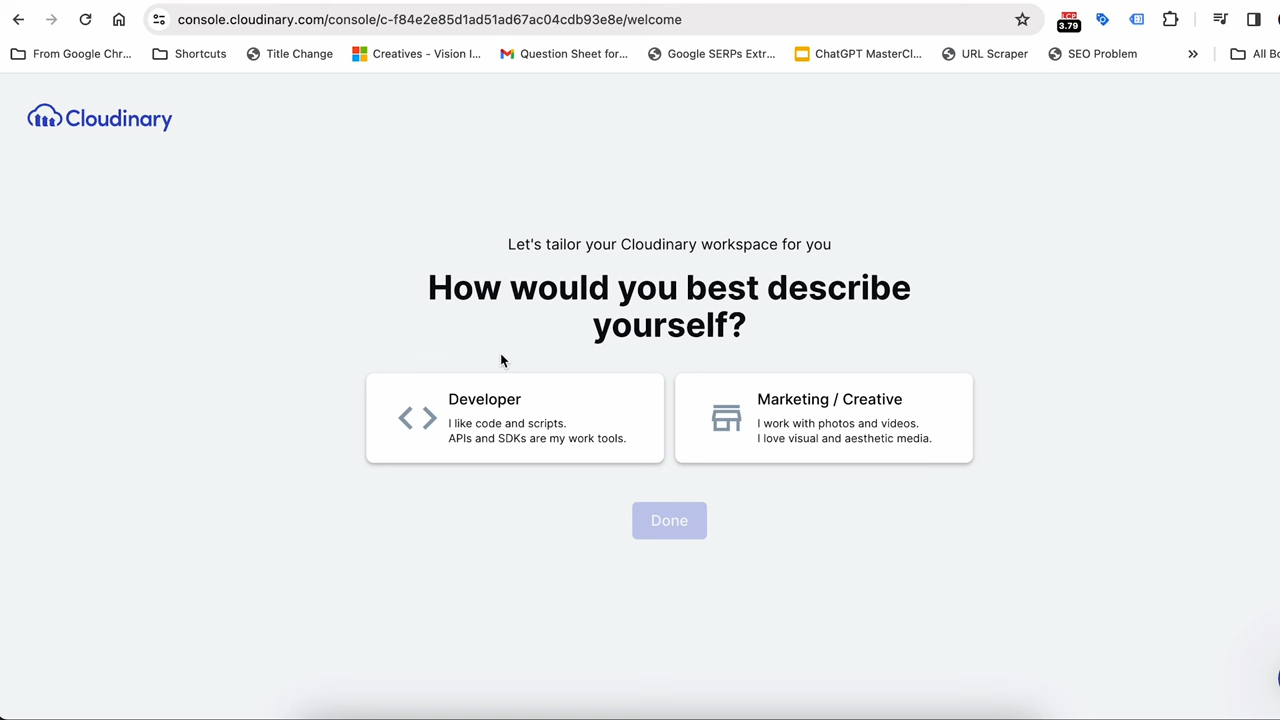 console.cloudinary.com/console/c-f84e2e85d1ad51ad67ac04cdb93e8e/welcome
LCP
3.79
From Google Chr...
Shortcuts
Title Change
Creatives - Vision I...
Question Sheet for...
Google SERPs Extr...
ChatGPT MasterCl...
URL Scraper
SEO Problem
»
All Bo
Cloudinary
Let's tailor your Cloudinary workspace for you
How would you best describe
yourself?
Developer
I like code and scripts.
APIs and SDKs are my work tools.
Marketing / Creative
I work with photos and videos.
I love visual and aesthetic media.
Done